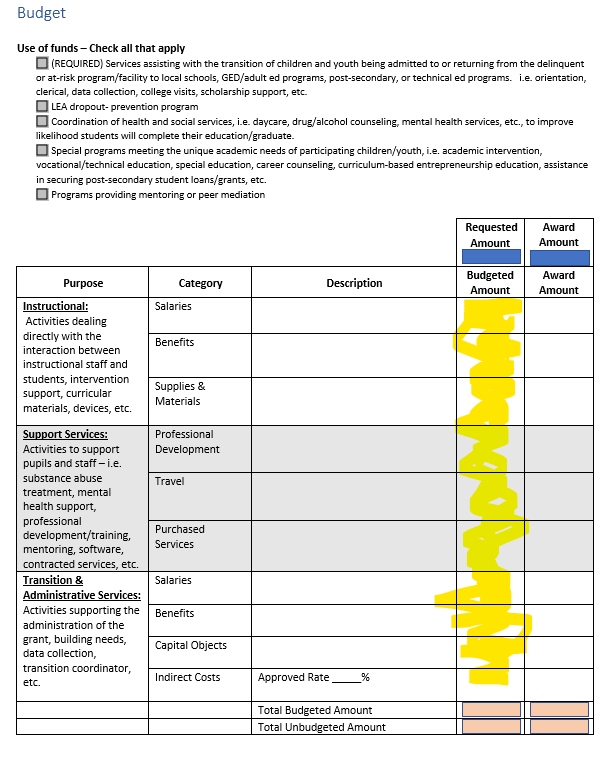 Budget
Use of funds – Check all that apply
(REQUIRED) Services assisting with the transition of children and youth being admitted to or returning from the delinquent
or at-risk program/facility to local schools, GED/adult ed programs, post-secondary, or technical ed programs.   i.e. orientation,
clerical, data collection, college visits, scholarship support, etc.
LEA dropout- prevention program
Coordination of health and social services, i.e. daycare, drug/alcohol counseling, mental health services, etc., to improve
likelihood students will complete their education/graduate.
Special programs meeting the unique academic needs of participating children/youth, i.e. academic intervention,
vocational/technical education, special education, career counseling, curriculum-based entrepreneurship education, assistance
in securing post-secondary student loans/grants, etc.
Programs providing mentoring or peer mediation
Requested
Amount
Award
Amount
Purpose
Category
Description
Budgeted
Amount
Award
Amount
Instructional:
Activities dealing
directly with the
interaction between
instructional staff and
students, intervention
support, curricular
materials, devices, etc.
Salaries
Benefits
Supplies &
Materials
Support Services:
Activities to support
pupils and staff – i.e.
substance abuse
treatment, mental
health support,
professional
development/training,
mentoring, software,
contracted services, etc.
Professional
Development
Travel
Purchased
Services
Transition &
Administrative Services:
Activities supporting the
administration of the
grant, building needs,
data collection,
transition coordinator,
etc.
Salaries
Benefits
Capital Objects
Indirect Costs
Approved Rate _____%
Total Budgeted Amount
Total Unbudgeted Amount